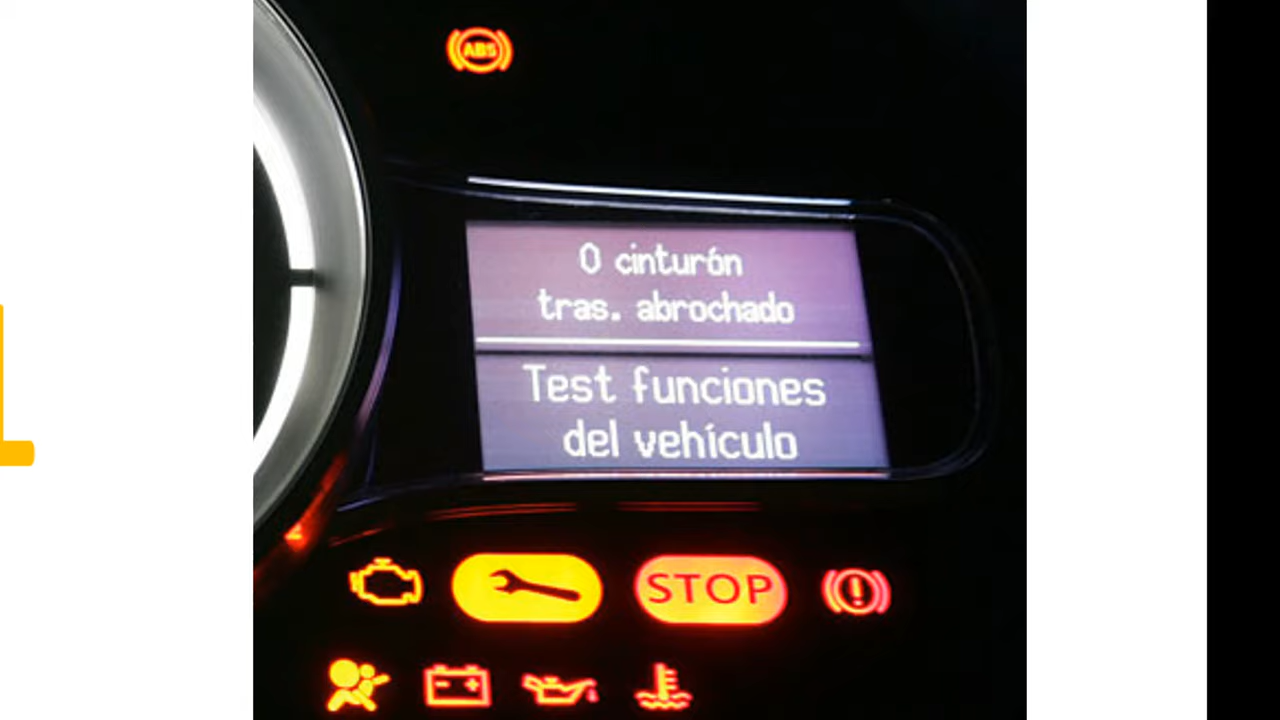 ABS
0 cinturón
tras. abrochado
Test funciones
del vehículo
STOP